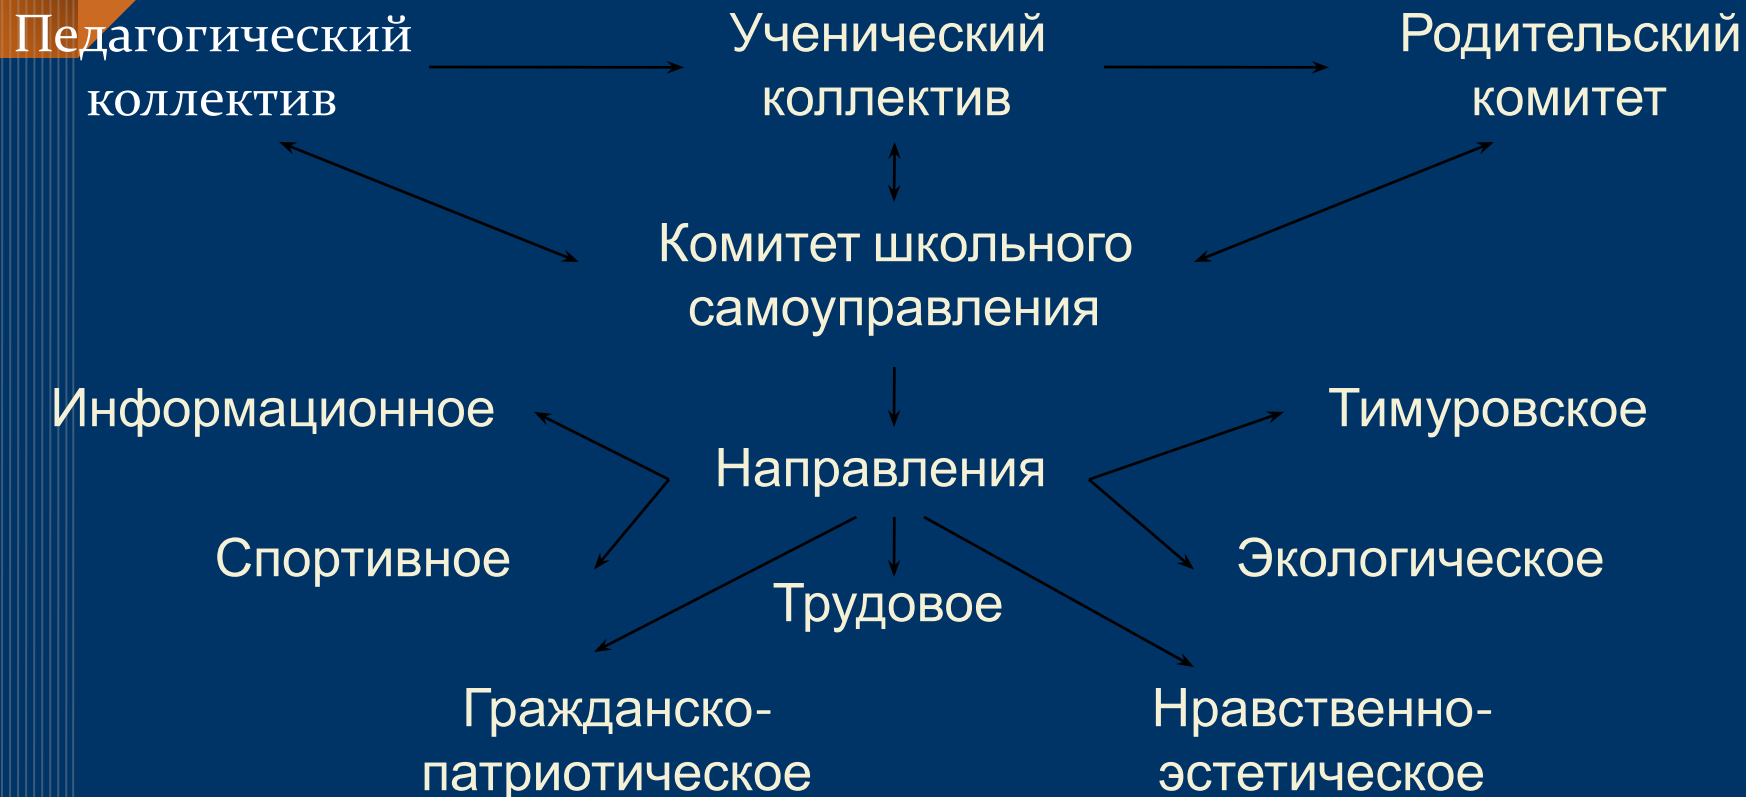 Педагогический
коллектив
Ученический
коллектив
Родительский
комитет
Комитет школьного
самоуправления
Информационное
Тимуровское
Направления
Спортивное
Экологическое
Трудовое
Гражданско-
патриотическое
Нравственно-
эстетическое